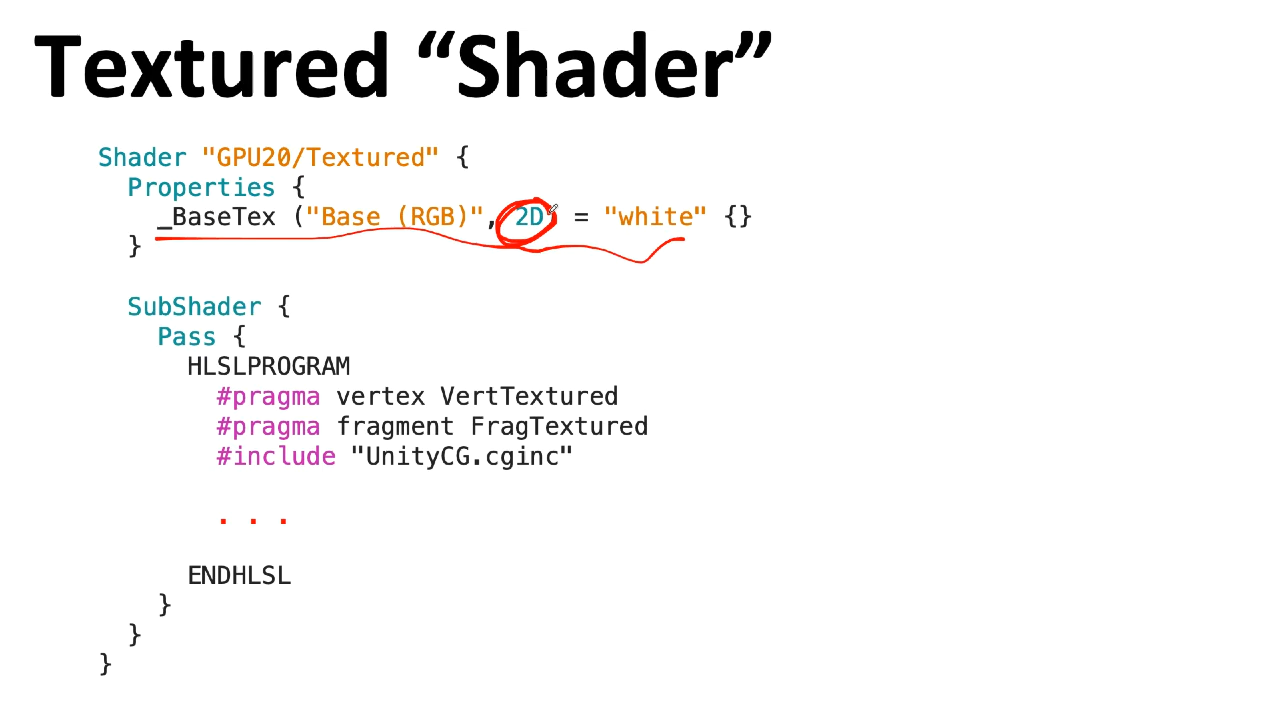 Textured “Shader”
Shader "GPU20/Textured" {
Properties {
_BaseTex ("Base (RGB)", 2D) = "white" {}
}
SubShader {
Pass {
HLSLPROGRAM
#pragma vertex VertTextured
#pragma fragment FragTextured
#include "UnityCG.cginc"
. . .
ENDHLSL
}
}
}